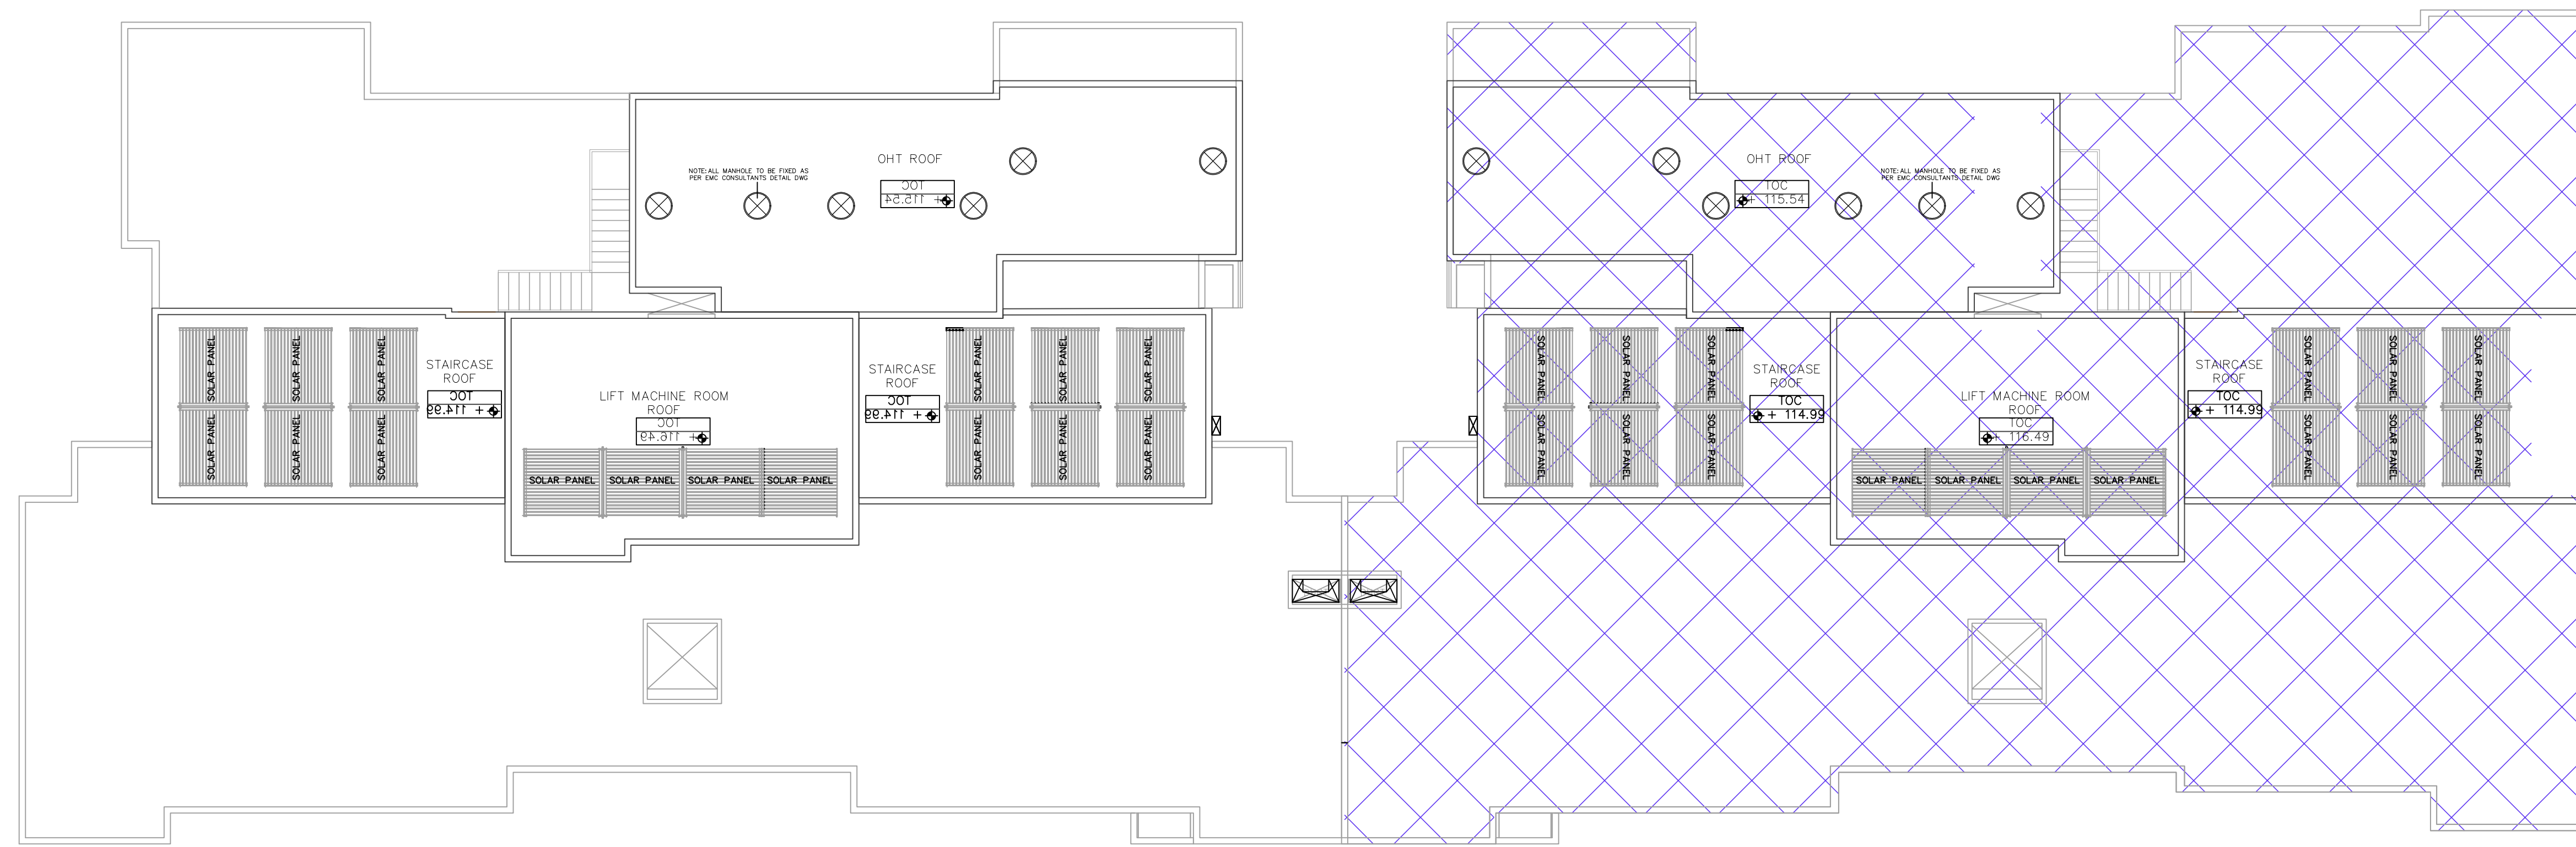 OHT ROOF
NOTE: ALL MANHOLE TO BE FIXED AS
PER EMC CONSULTANTS DETAIL DWG
TOC
+ 115.54
SOLAR PANEL
SOLAR PANEL
SOLAR PANEL
SOLAR PANEL
SOLAR PANEL
SOLAR PANEL
STAIRCASE
ROOF
TOC
+ 114.99
LIFT MACHINE ROOM
ROOF
TOC
+ 116.49
SOLAR PANEL
SOLAR PANEL
SOLAR PANEL
SOLAR PANEL
STAIRCASE
ROOF
TOC
+ 114.99
SOLAR PANEL
SOLAR PANEL
SOLAR PANEL
SOLAR PANEL
SOLAR PANEL
SOLAR PANEL
OHT ROOF
NOTE: ALL MANHOLE TO BE FIXED AS
PER EMC CONSULTANTS DETAIL DWG
TOC
+ 115.54
SOLAR PANEL
SOLAR PANEL
SOLAR PANEL
SOLAR PANEL
SOLAR PANEL
SOLAR PANEL
STAIRCASE
ROOF
TOC
+ 114.99
LIFT MACHINE ROOM
ROOF
TOC
+ 116.49
SOLAR PANEL
SOLAR PANEL
SOLAR PANEL
SOLAR PANEL
STAIRCASE
ROOF
TOC
+ 114.99
SOLAR PANEL
SOLAR PANEL
SOLAR PANEL
SOLAR PANEL
SOLAR PANEL
SOLAR PANEL